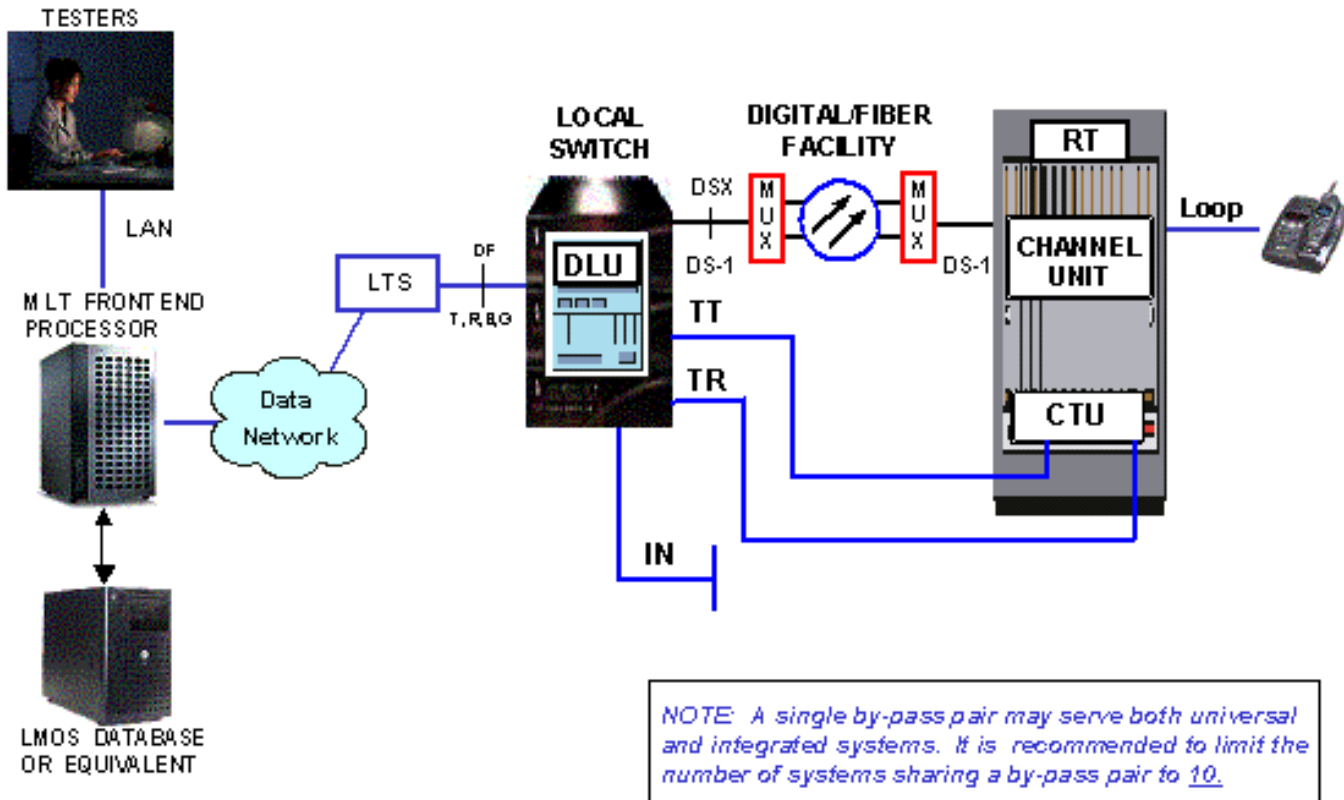 TESTERS
LAN
MLT FRONTEND
PROCESSOR
Data
Network
LMOS DATABASE
OR EQUIVALENT
LTS
DF
T,R,B,G
LOCAL
SWITCH
DLU
DSX
DS-1
DIGITAL/FIBER
FACILITY
MUX
MUX
DS-1
RT
CHANNEL
UNIT
CTU
Loop
TT
TR
IN
NOTE: A single by-pass pair may serve both universal
and integrated systems. It is recommended to limit the
number of systems sharing a by-pass pair to 10.